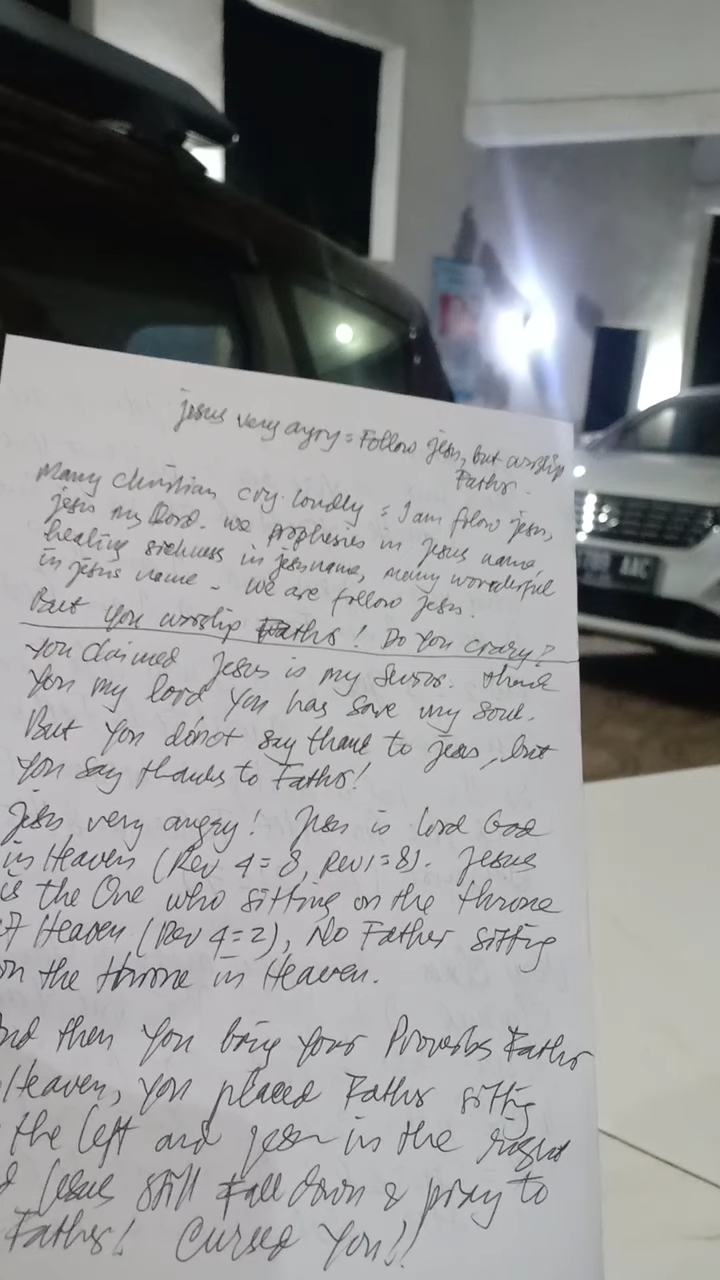 jesus very angry = Follow jesus, but worship
Father.
Many christian cry loudly = I am follow jesus,
jesus my Lord. we prophesies in jesus name,
healing sickness in jesus name, many wonderful
in jesus name - we are follow jesus.
But you worship Father! Do you crazy?
you claimed Jesus is my thank
you my lord you has save my soul.
But you donot say thank to jesus, but
you say thanks to Father!
jesus very angry! Jesus is lord God
in Heaven (Rev 4=8, Rev 1=8). Jesus
is the One who sitting on the throne
Heaven (Rev 4=2), No Father sitting
on the throne in Heaven.
nd then you bring your Proverbs Father
Heaven, you placed Father sitting
the left and jesus in the right
Jesus still fall down & pray to
Father! Cursed You!!